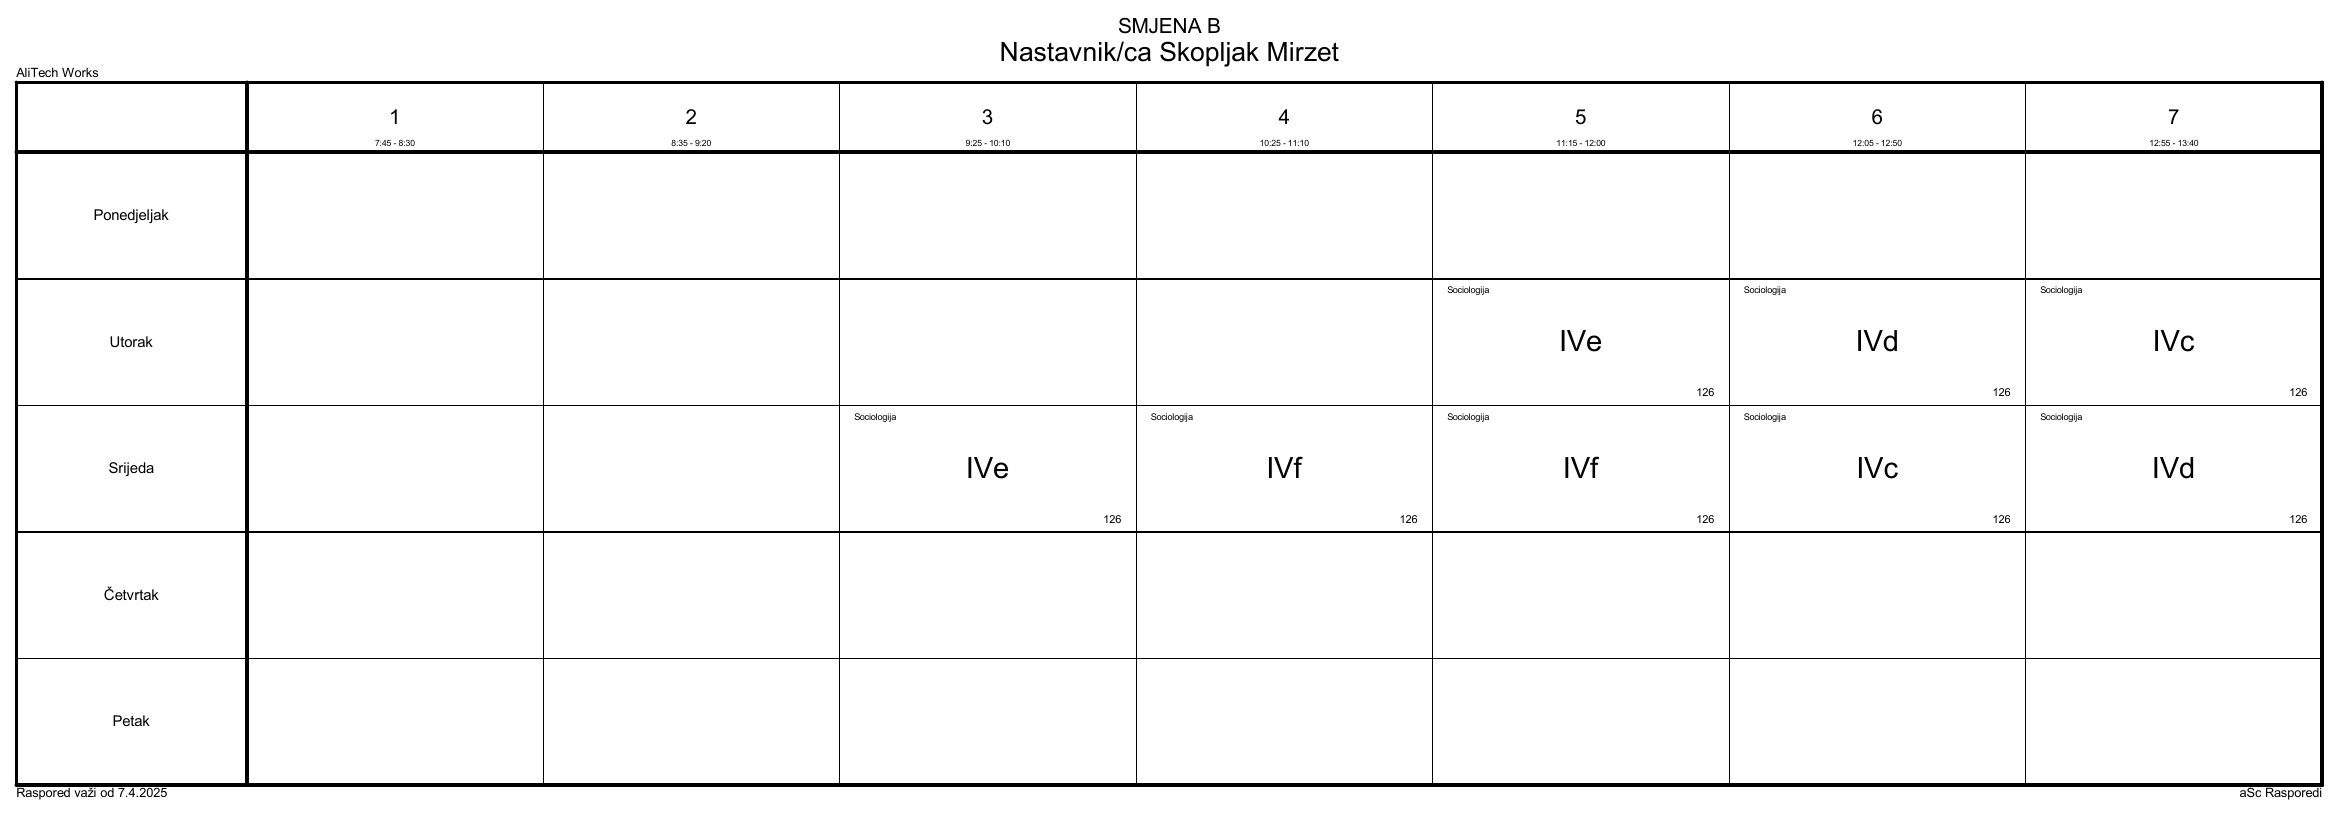 SMJENA B
Nastavnik/ca Skopljak Mirzet
AliTech Works
1 2 3 4 5 6 7
7:45 - 8:30 8:35 - 9:20 9:25 - 10:10 10:25 - 11:10 11:15 - 12:00 12:05 - 12:50 12:55 - 13:40
Ponedjeljak
Sociologija Sociologija Sociologija
Utorak IVe IVd IVc
126 126 126
Sociologija Sociologija Sociologija Sociologija Sociologija
Srijeda IVe IVf IVf IVc IVd
126 126 126 126 126
Četvrtak
Petak
Raspored važi od 7.4.2025 aSc Rasporedi